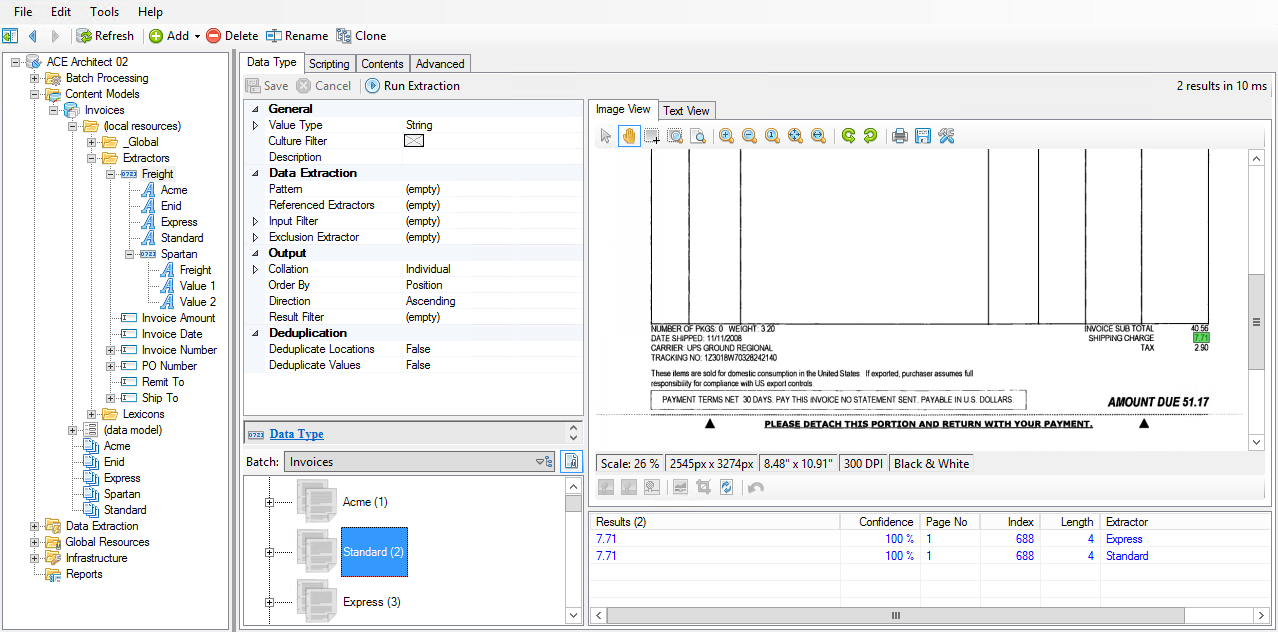 File Edit Tools Help
Refresh Add Delete Rename Clone
ACE Architect 02
Batch Processing
Content Models
Invoices
(local resources)
_Global
Extractors
Freight
Acme
Enid
Express
Standard
Spartan
Freight
Value 1
Value 2
Invoice Amount
Invoice Date
Invoice Number
PO Number
Remit To
Ship To
Lexicons
(data model)
Acme
Enid
Express
Spartan
Standard
Data Extraction
Global Resources
Infrastructure
Reports
Data Type Scripting Contents Advanced
Save Cancel Run Extraction 2 results in 10 ms
General
Value Type String
Culture Filter
Description
Data Extraction
Pattern (empty)
Referenced Extractors (empty)
Input Filter (empty)
Exclusion Extractor (empty)
Output
Collation Individual
Order By Position
Direction Ascending
Result Filter (empty)
Deduplication
Deduplicate Locations False
Deduplicate Values False
Data Type
Batch: Invoices
Acme (1)
Standard (2)
Express (3)
Image View Text View
NUMBER OF PKGS: 0 WEIGHT: 3.20 INVOICE SUB TOTAL 40.56
DATE SHIPPED: 11/11/2008 SHIPPING CHARGE 7.71
CARRIER: UPS GROUND REGIONAL TAX 2.90
TRACKING NO: 1Z3018W70328242140
These items are sold for domestic consumption in the United States. If exported, purchaser assumes full
responsibility for compliance with US export controls.
PAYMENT TERMS NET 30 DAYS. PAY THIS INVOICE NO STATEMENT SENT. PAYABLE IN U.S. DOLLARS. AMOUNT DUE 51.17
PLEASE DETACH THIS PORTION AND RETURN WITH YOUR PAYMENT.
Scale: 26 % 2545px x 3274px 8.48" x 10.91" 300 DPI Black & White
Results (2) Confidence Page No Index Length Extractor
7.71 100 % 1 688 4 Express
7.71 100 % 1 688 4 Standard